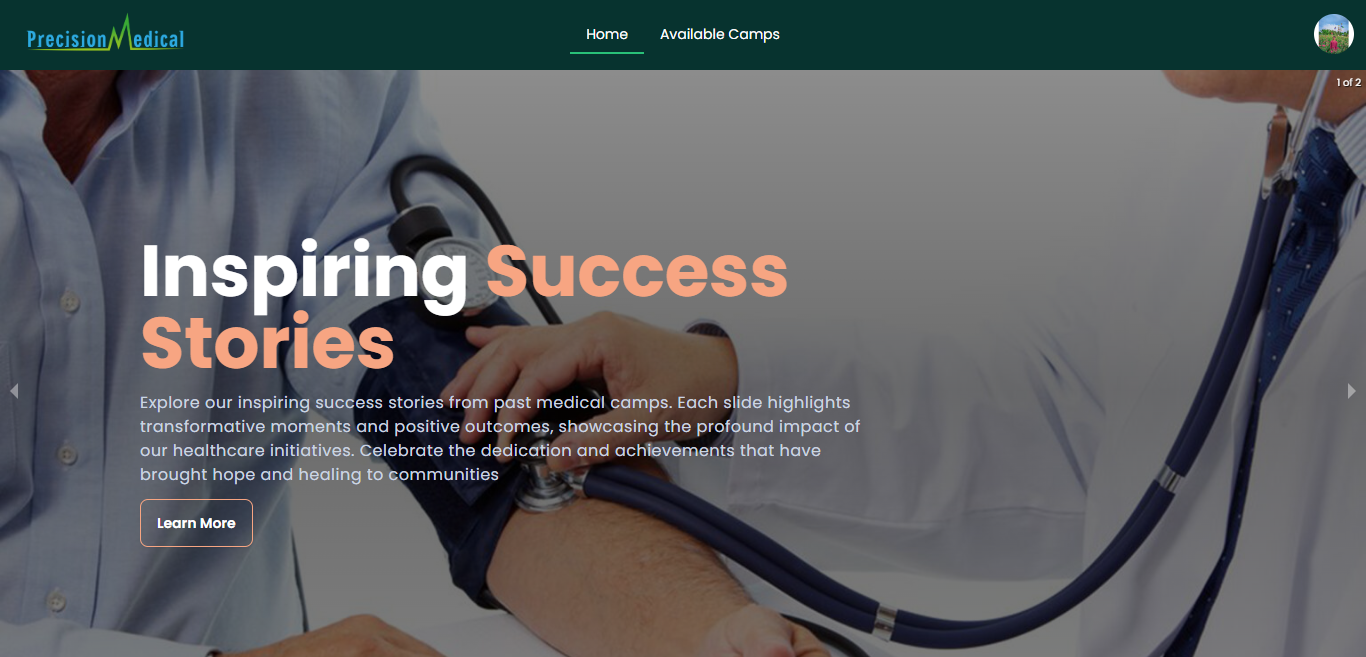 Precision Medical
Home
Available Camps
1 of 2
Inspiring Success
Stories
Explore our inspiring success stories from past medical camps. Each slide highlights
transformative moments and positive outcomes, showcasing the profound impact of
our healthcare initiatives. Celebrate the dedication and achievements that have
brought hope and healing to communities
Learn More